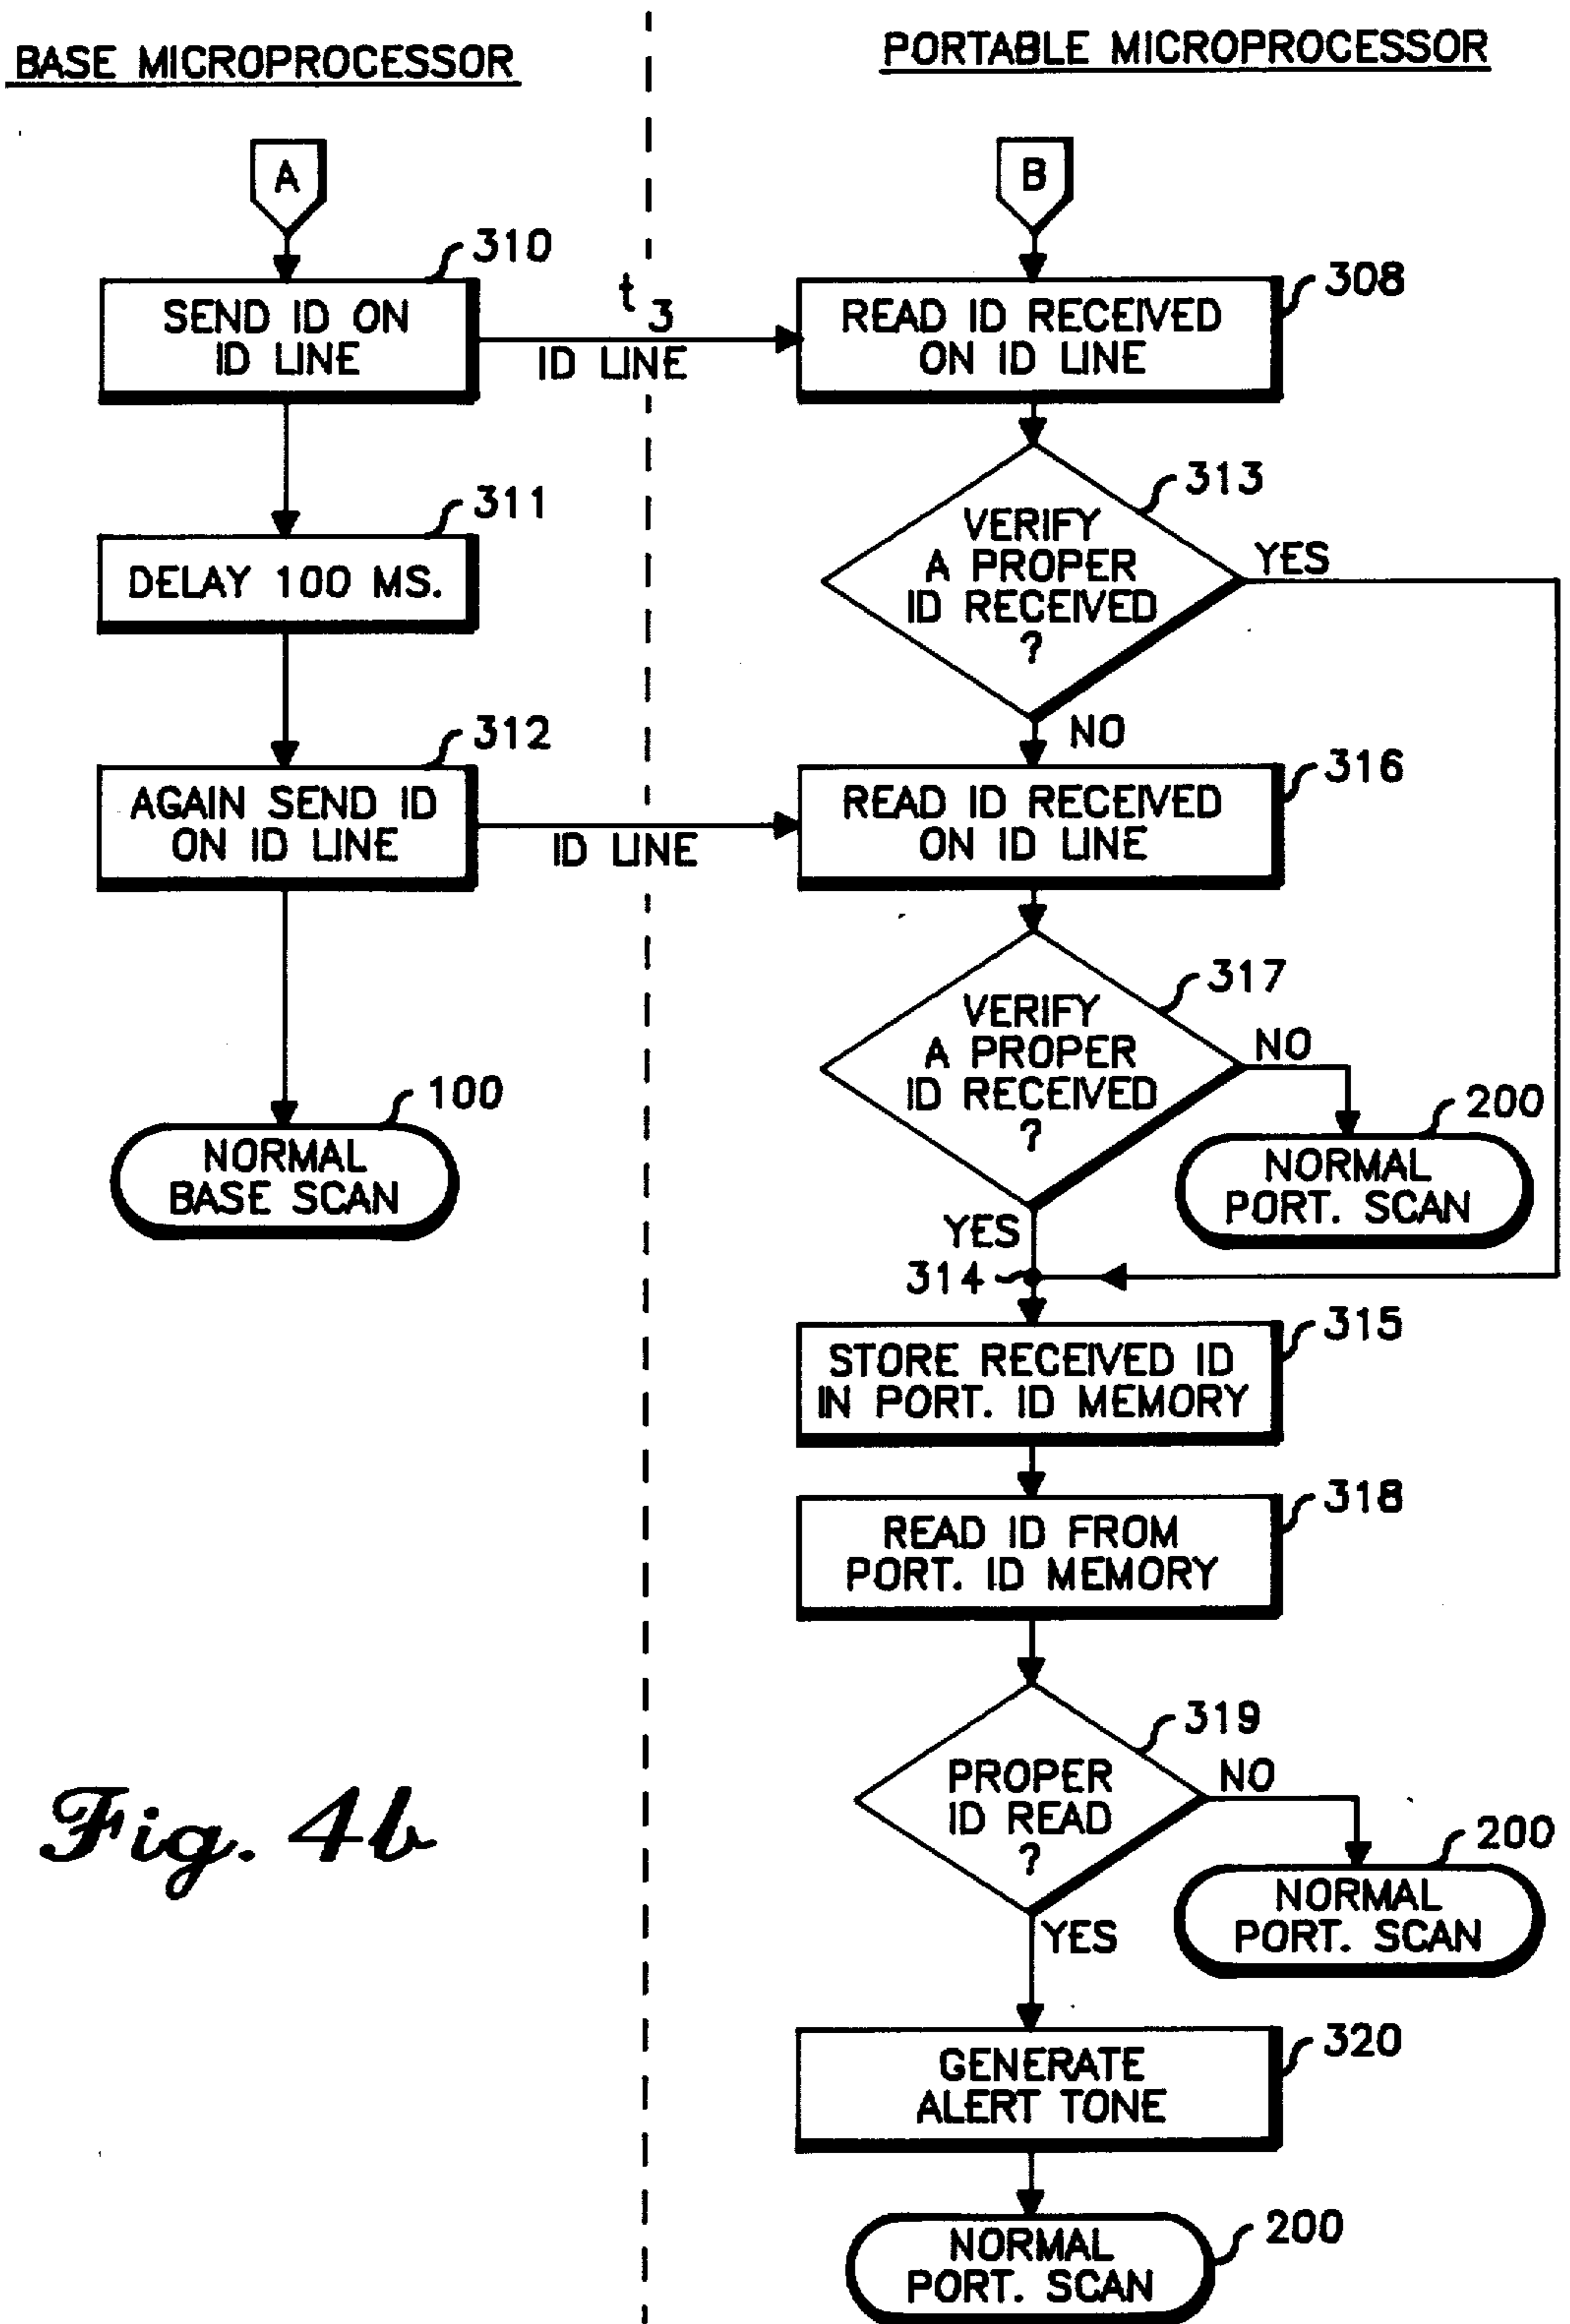 BASE MICROPROCESSOR
PORTABLE MICROPROCESSOR
A
B
310
SEND ID ON
ID LINE
t3
ID LINE
308
READ ID RECEIVED
ON ID LINE
311
DELAY 100 MS.
313
VERIFY
A PROPER
ID RECEIVED
?
YES
NO
312
AGAIN SEND ID
ON ID LINE
ID LINE
316
READ ID RECEIVED
ON ID LINE
317
VERIFY
A PROPER
ID RECEIVED
?
NO
YES
100
NORMAL
BASE SCAN
200
NORMAL
PORT. SCAN
314
315
STORE RECEIVED ID
IN PORT. ID MEMORY
318
READ ID FROM
PORT. ID MEMORY
319
PROPER
ID READ
?
NO
YES
200
NORMAL
PORT. SCAN
Fig. 4b
320
GENERATE
ALERT TONE
200
NORMAL
PORT. SCAN